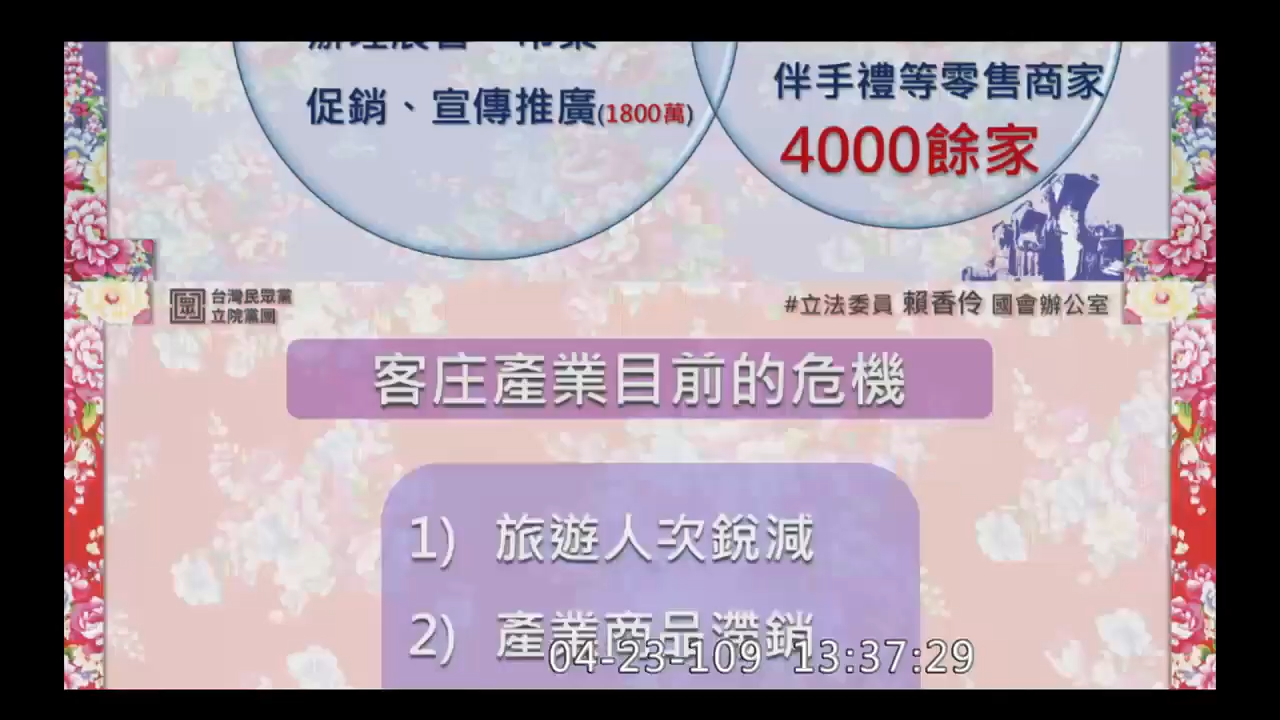 促銷、宣傳推廣(1800萬)
伴手禮等零售商家
4000餘家
台灣民眾黨
立院黨團
#立法委員 賴香伶 國會辦公室
客庄產業目前的危機
1) 旅遊人次銳減
2) 產業商品滯銷
04-23-109 13:37:29